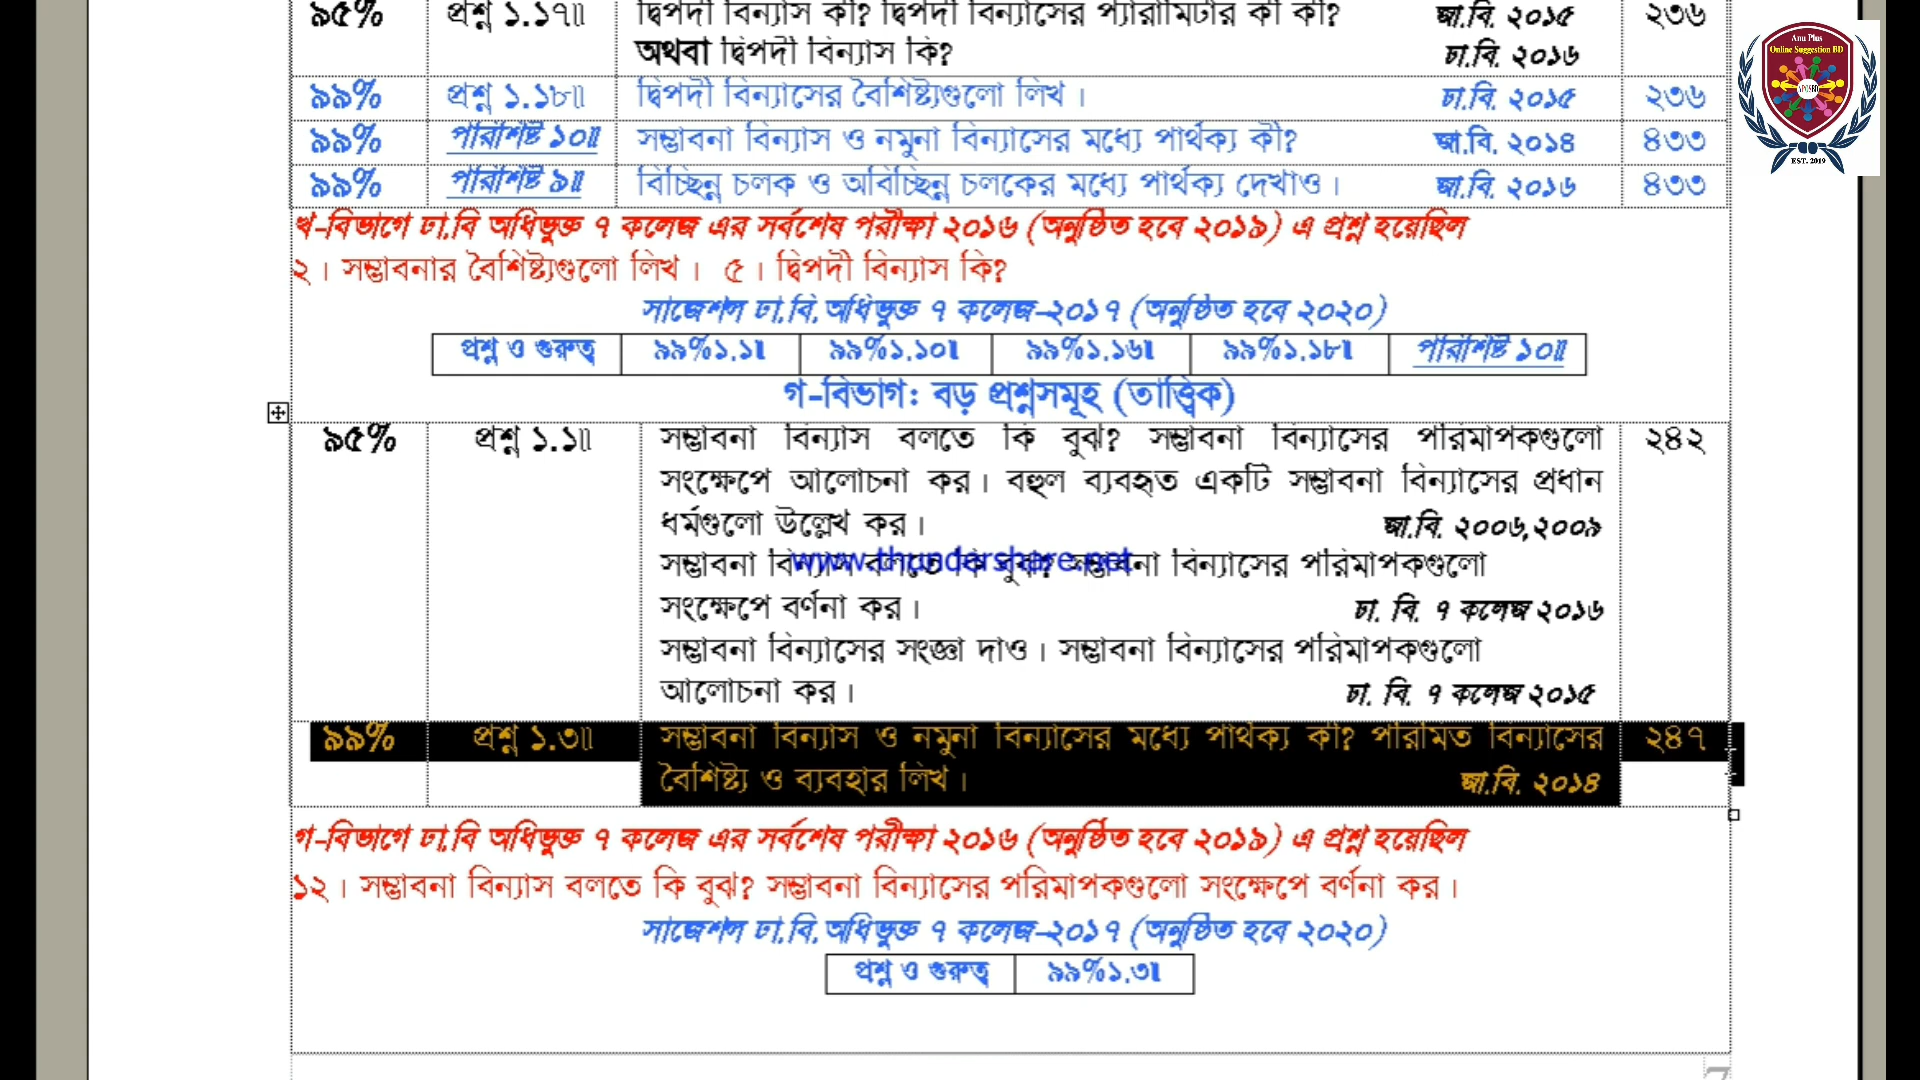 ৯৫% প্রশ্ন ১.১৭॥ দ্বিপদী বিন্যাস কী? দ্বিপদী বিন্যাসের প্যারামিটার কী কী? জা.বি. ২০১৫ ২৩৬
অথবা দ্বিপদী বিন্যাস কি? ঢা.বি. ২০১৬
৯৯% প্রশ্ন ১.১৮॥ দ্বিপদী বিন্যাসের বৈশিষ্ট্যগুলো লিখ। ঢা.বি. ২০১৫ ২৩৬
৯৯% পরিশিষ্ট ১০॥ সম্ভাবনা বিন্যাস ও নমুনা বিন্যাসের মধ্যে পার্থক্য কী? জা.বি. ২০১৪ ৪৩৩
৯৯% পরিশিষ্ট ৯॥ বিচ্ছিন্ন চলক ও অবিচ্ছিন্ন চলকের মধ্যে পার্থক্য দেখাও। জা.বি. ২০১৬ ৪৩৩
খ-বিভাগে ঢা.বি অধিভুক্ত ৭ কলেজ এর সর্বশেষ পরীক্ষা ২০১৬ (অনুষ্ঠিত হবে ২০১৯) এ প্রশ্ন হয়েছিল
২। সম্ভাবনার বৈশিষ্ট্যগুলো লিখ। ৫। দ্বিপদী বিন্যাস কি?
সাজেশন্স ঢা.বি.অধিভুক্ত ৭ কলেজ-২০১৭ (অনুষ্ঠিত হবে ২০২০)
প্রশ্ন ও গুরুত্ব ৯৯%১.১॥ ৯৯%১.১০॥ ৯৯%১.১৬॥ ৯৯%১.১৮॥ পরিশিষ্ট ১০॥
গ-বিভাগ: বড় প্রশ্নসমূহ (তাত্ত্বিক)
৯৫% প্রশ্ন ১.১॥ সম্ভাবনা বিন্যাস বলতে কি বুঝ? সম্ভাবনা বিন্যাসের পরিমাপকগুলো ২৪২
সংক্ষেপে আলোচনা কর। বহুল ব্যবহৃত একটি সম্ভাবনা বিন্যাসের প্রধান
ধর্মগুলো উল্লেখ কর। জা.বি. ২০০৬,২০০৯
সম্ভাবনা বিন্যাস বলতে কি বুঝ? সম্ভাবনা বিন্যাসের পরিমাপকগুলো
www.thundershare.net
সংক্ষেপে বর্ণনা কর। ঢা. বি. ৭ কলেজ ২০১৬
সম্ভাবনা বিন্যাসের সংজ্ঞা দাও। সম্ভাবনা বিন্যাসের পরিমাপকগুলো
আলোচনা কর। ঢা. বি. ৭ কলেজ ২০১৫
৯৯% প্রশ্ন ১.৩॥ সম্ভাবনা বিন্যাস ও নমুনা বিন্যাসের মধ্যে পার্থক্য কী? পরিমিত বিন্যাসের ২৪৭
বৈশিষ্ট্য ও ব্যবহার লিখ। জা.বি. ২০১৪
গ-বিভাগে ঢা.বি অধিভুক্ত ৭ কলেজ এর সর্বশেষ পরীক্ষা ২০১৬ (অনুষ্ঠিত হবে ২০১৯) এ প্রশ্ন হয়েছিল
১২। সম্ভাবনা বিন্যাস বলতে কি বুঝ? সম্ভাবনা বিন্যাসের পরিমাপকগুলো সংক্ষেপে বর্ণনা কর।
সাজেশন্স ঢা.বি.অধিভুক্ত ৭ কলেজ-২০১৭ (অনুষ্ঠিত হবে ২০২০)
প্রশ্ন ও গুরুত্ব ৯৯%১.৩॥
Anu Plus
Online Suggestion BD
APOSBD
EST. 2019